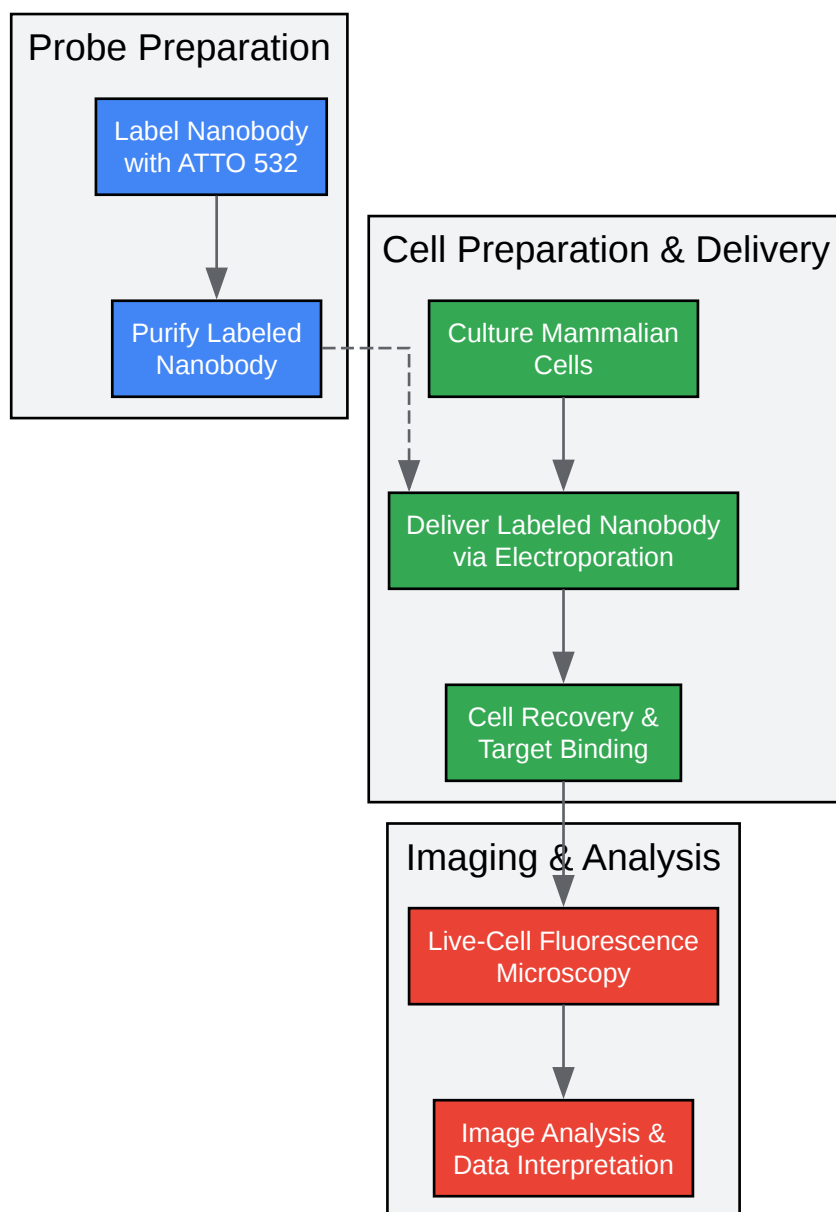 Probe Preparation
Label Nanobody
with ATTO 532
Purify Labeled
Nanobody
Cell Preparation & Delivery
Culture Mammalian
Cells
Deliver Labeled Nanobody
via Electroporation
Cell Recovery &
Target Binding
Imaging & Analysis
Live-Cell Fluorescence
Microscopy
Image Analysis &
Data Interpretation